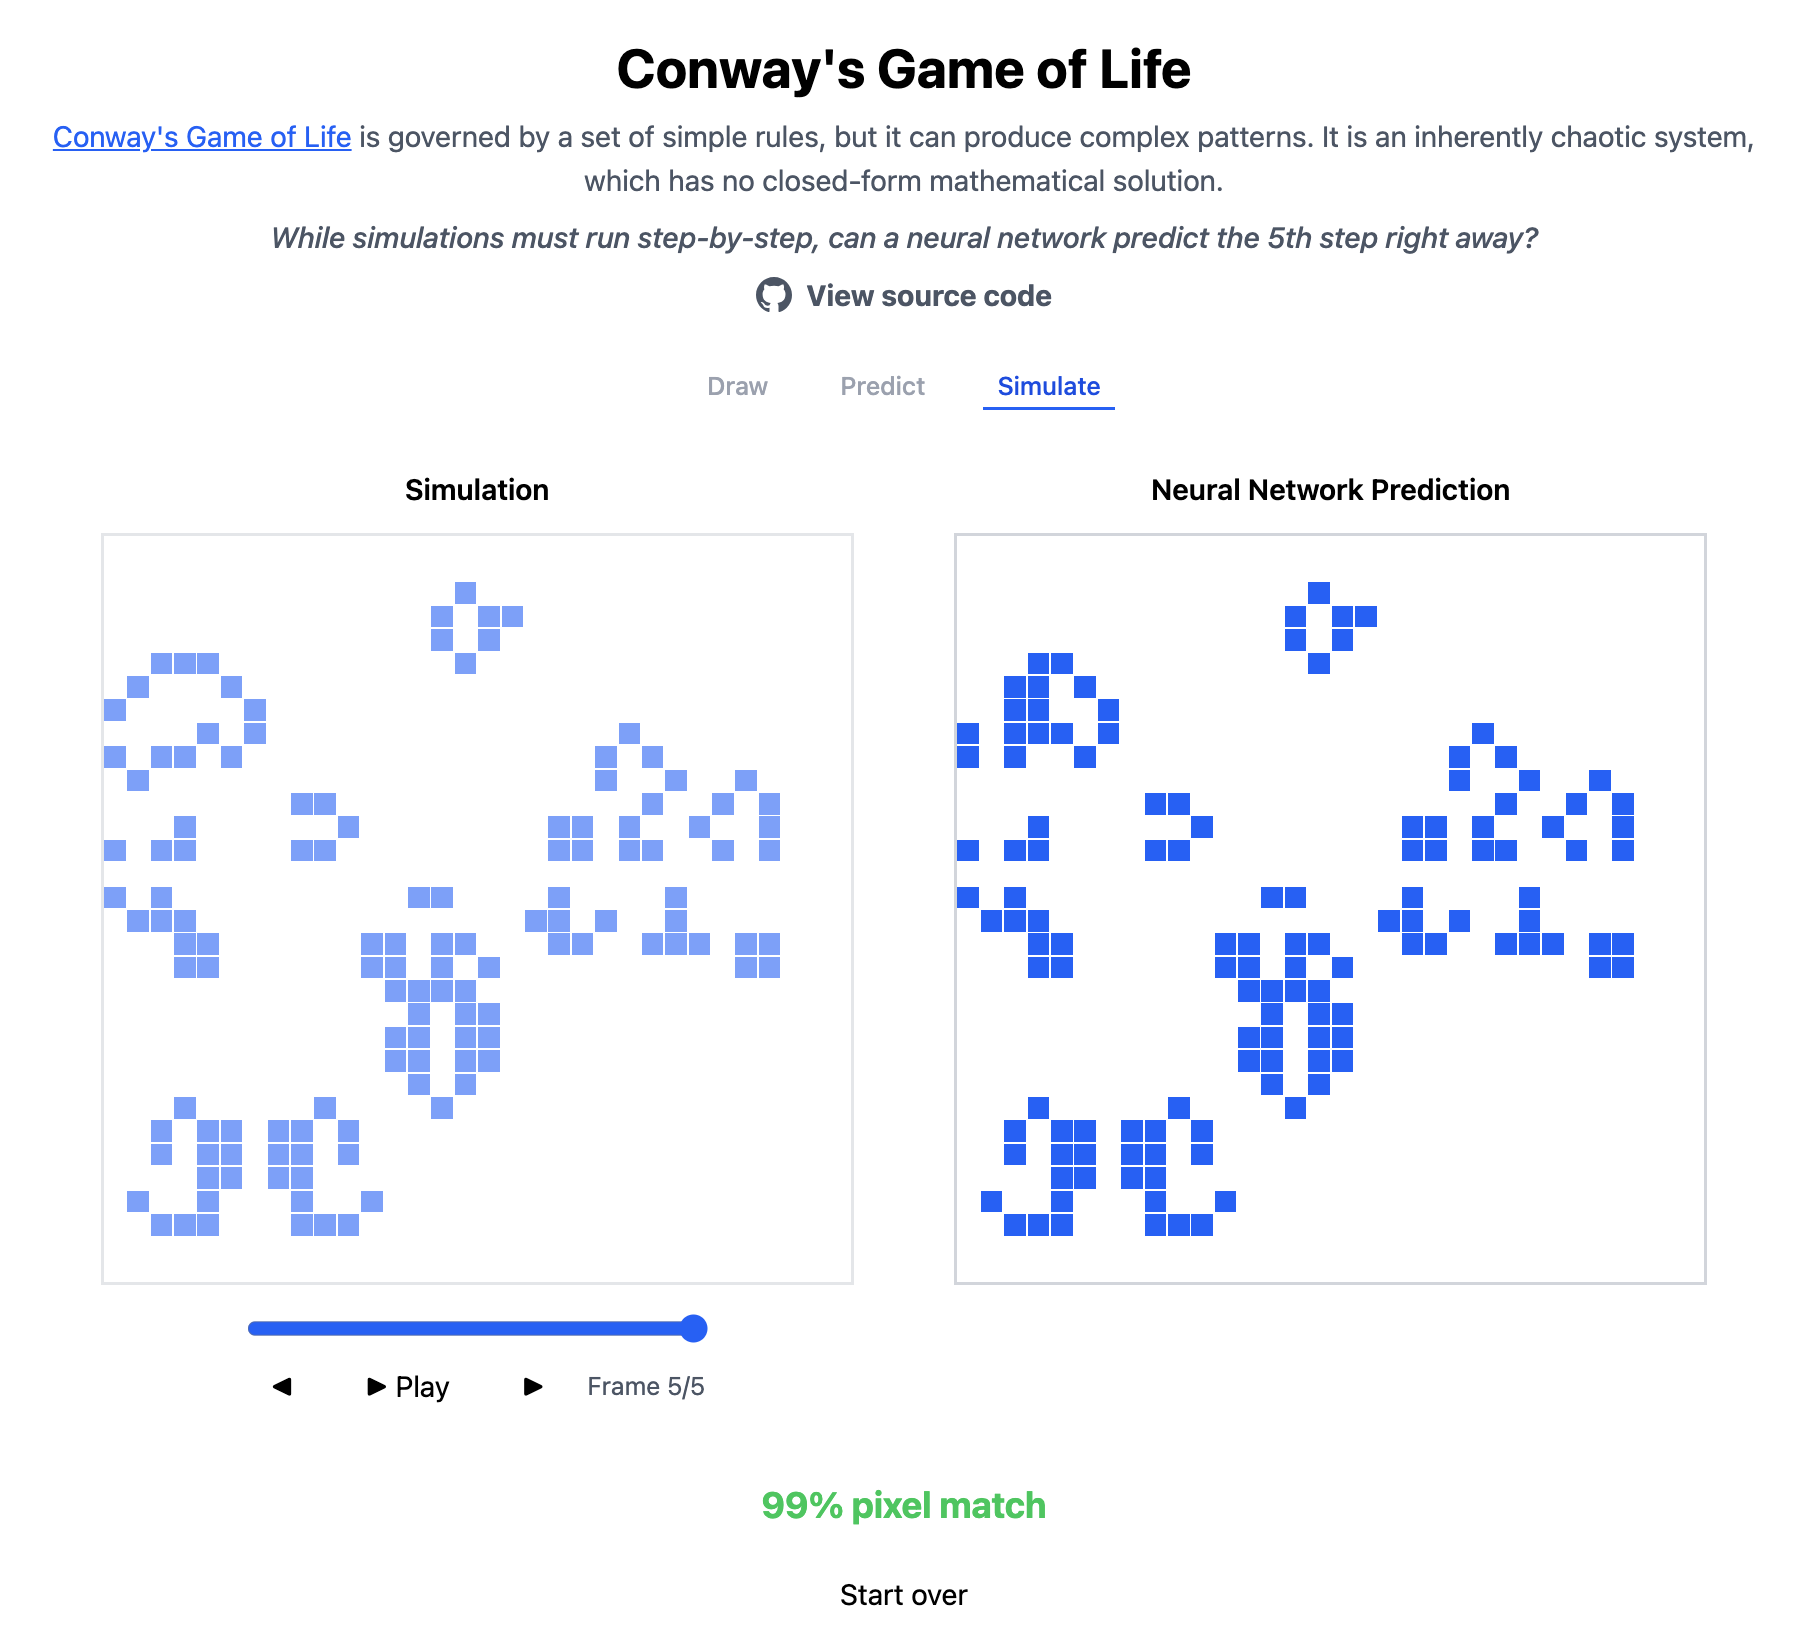 Conway's Game of Life
Conway's Game of Life is governed by a set of simple rules, but it can produce complex patterns. It is an inherently chaotic system,
which has no closed-form mathematical solution.
While simulations must run step-by-step, can a neural network predict the 5th step right away?
View source code
Draw Predict Simulate
Simulation Neural Network Prediction
Play Frame 5/5
99% pixel match
Start over